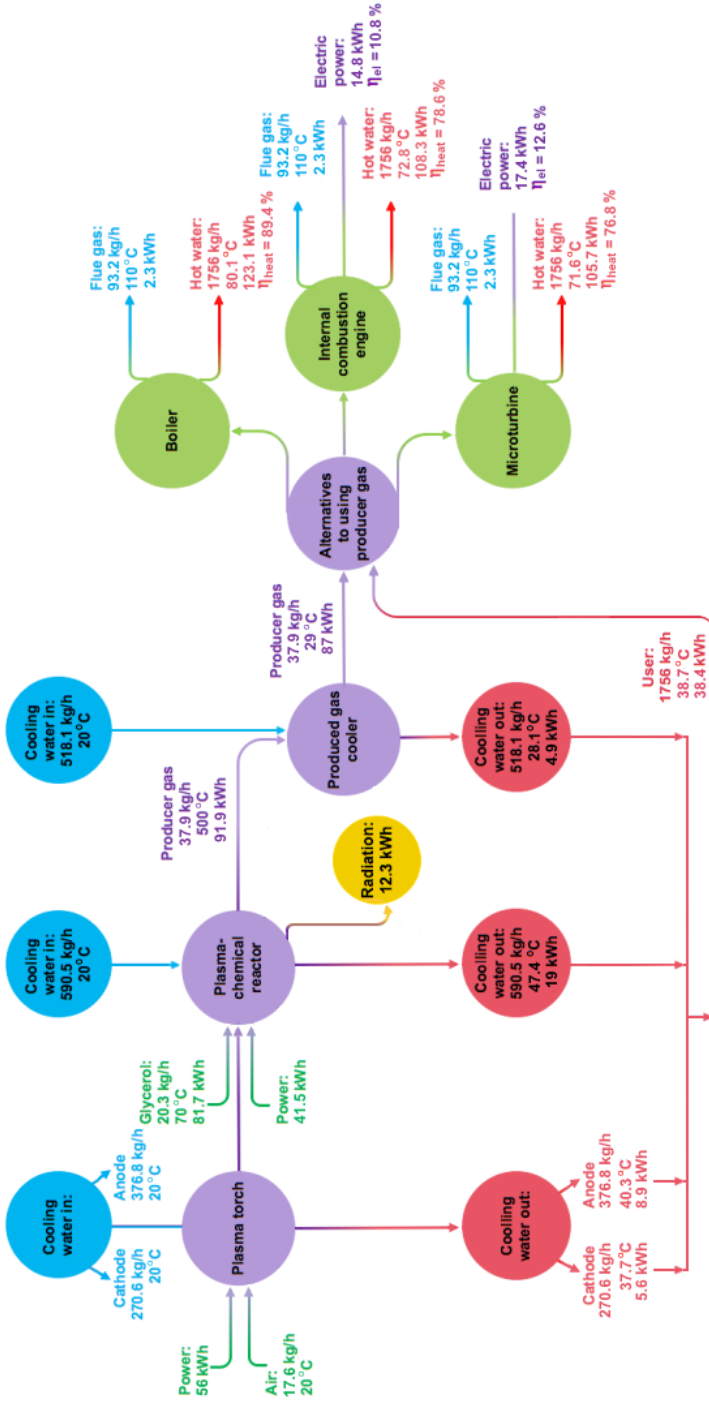 Cooling
water in:
Cathode
270.6 kg/h
20°C
Anode
376.8 kg/h
20°C
Power:
56 kWh
Air:
17.6 kg/h
20°C
Plasma torch
Coolling
water out:
Cathode
270.6 kg/h
37.7°C
5.6 kWh
Anode
376.8 kg/h
40.3°C
8.9 kWh
Cooling
water in:
590.5 kg/h
20°C
Glycerol:
20.3 kg/h
70°C
81.7 kWh
Power:
41.5 kWh
Plasma-
chemical
reactor
Radiation:
12.3 kWh
Coolling
water out:
590.5 kg/h
47.4 °C
19 kWh
Producer gas
37.9 kg/h
500°C
91.9 kWh
Cooling
water in:
518.1 kg/h
20°C
Produced gas
cooler
Coolling
water out:
518.1 kg/h
28.1°C
4.9 kWh
Producer gas
37.9 kg/h
29 °C
87 kWh
User:
1756 kg/h
38.7°C
38.4 kWh
Alternatives
to using
producer gas
Boiler
Flue gas:
93.2 kg/h
110°C
2.3 kWh
Hot water:
1756 kg/h
80.1°C
123.1 kWh
ηheat = 89.4 %
Internal
combustion
engine
Flue gas:
93.2 kg/h
110°C
2.3 kWh
Electric
power:
14.8 kWh
ηel = 10.8 %
Hot water:
1756 kg/h
72.8°C
108.3 kWh
ηheat = 78.6 %
Microturbine
Flue gas:
93.2 kg/h
110°C
2.3 kWh
Electric
power:
17.4 kWh
ηel = 12.6 %
Hot water:
1756 kg/h
71.6°C
105.7 kWh
ηheat = 76.8 %